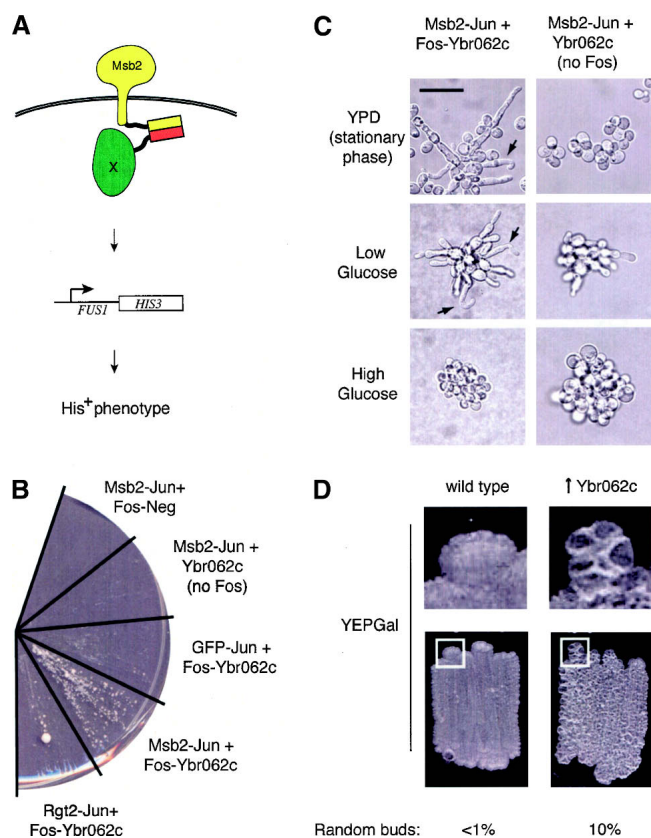 A
Msb2
X
FUS1
HIS3
His+ phenotype
B
Msb2-Jun+
Fos-Neg
Msb2-Jun +
Ybr062c
(no Fos)
GFP-Jun +
Fos-Ybr062c
Msb2-Jun +
Fos-Ybr062c
Rgt2-Jun+
Fos-Ybr062c
C
Msb2-Jun +
Fos-Ybr062c
Msb2-Jun +
Ybr062c
(no Fos)
YPD
(stationary
phase)
Low
Glucose
High
Glucose
D
wild type
↑ Ybr062c
YEPGal
Random buds:
<1%
10%